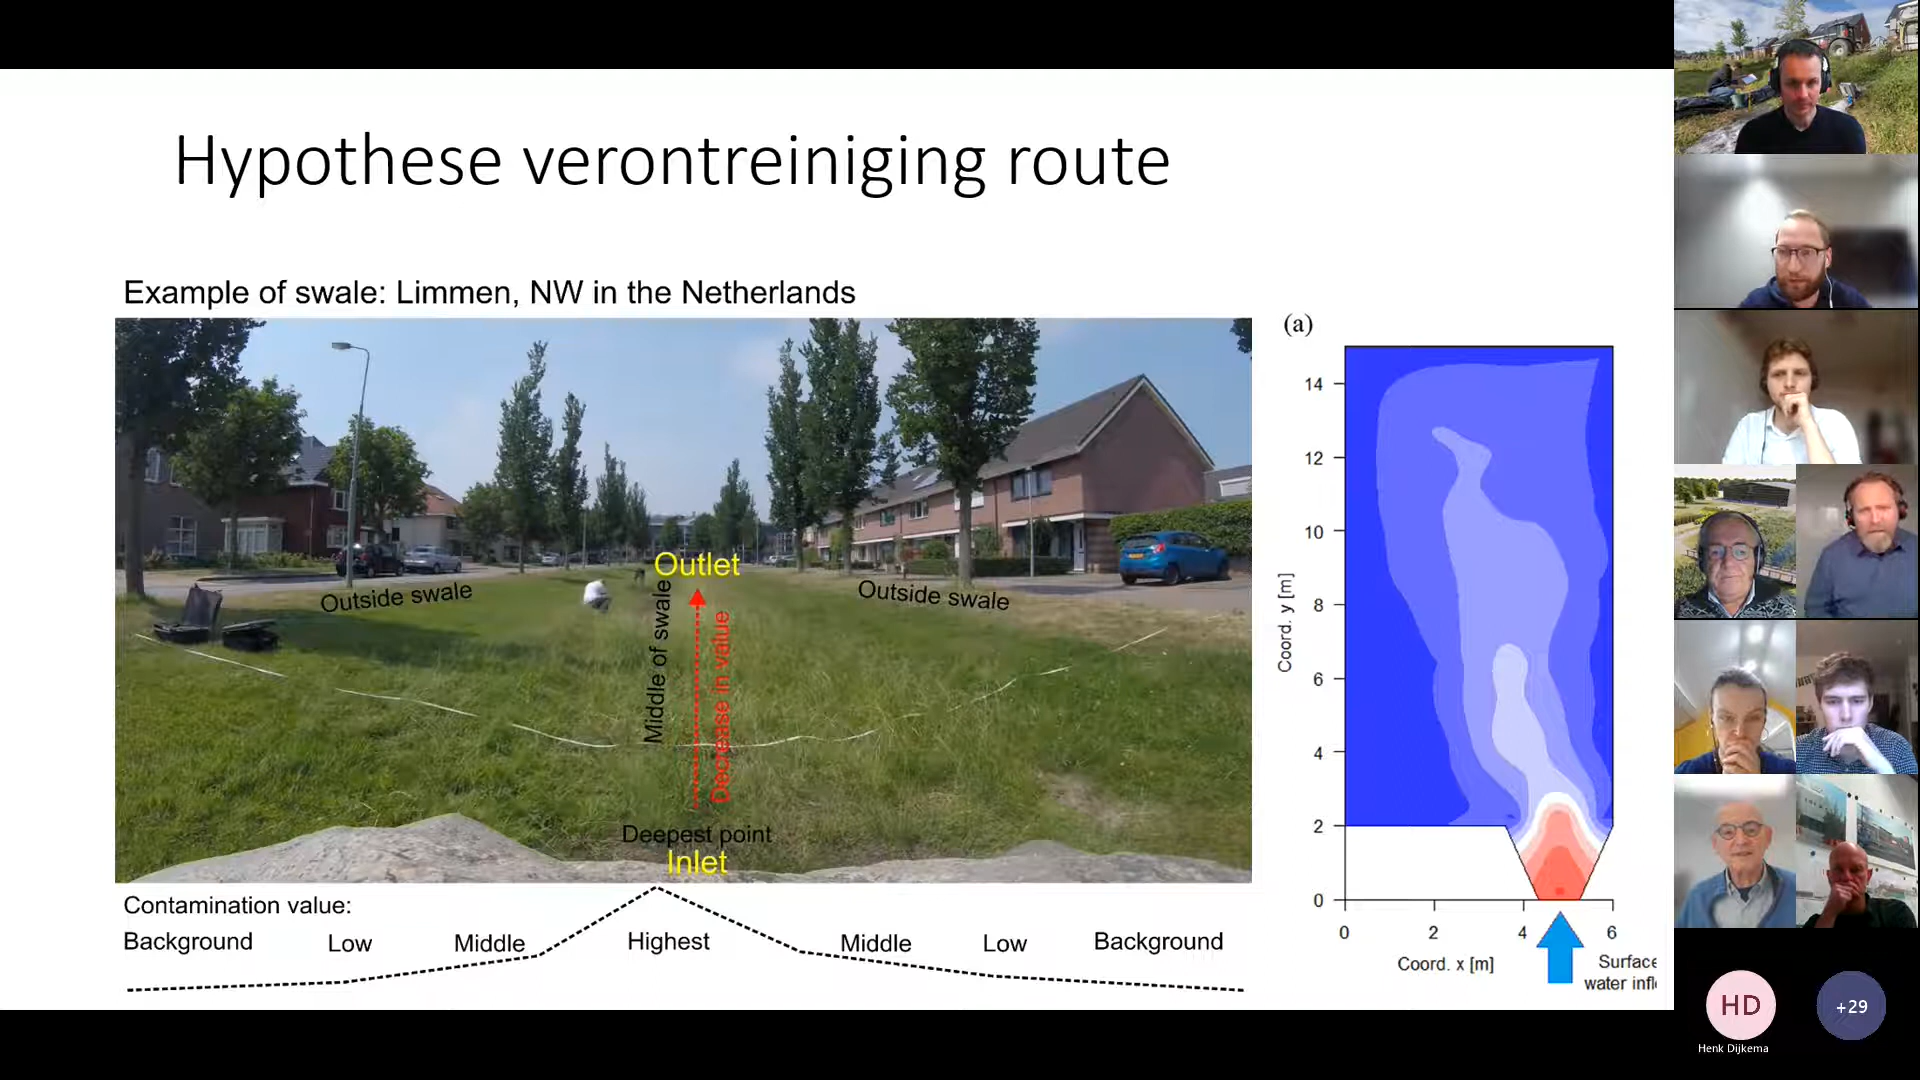 Hypothese verontreiniging route
Example of swale: Limmen, NW in the Netherlands
Outlet
Outside swale
Outside swale
Middle of swale
Decrease in value
Deepest point
Inlet
Contamination value:
Background Low Middle Highest Middle Low Background
(a)
Coord. y [m]
14
12
10
8
6
4
2
0
0 2 4 6
Coord. x [m]
Surface
water infl
HD
+29
Henk Dijkema